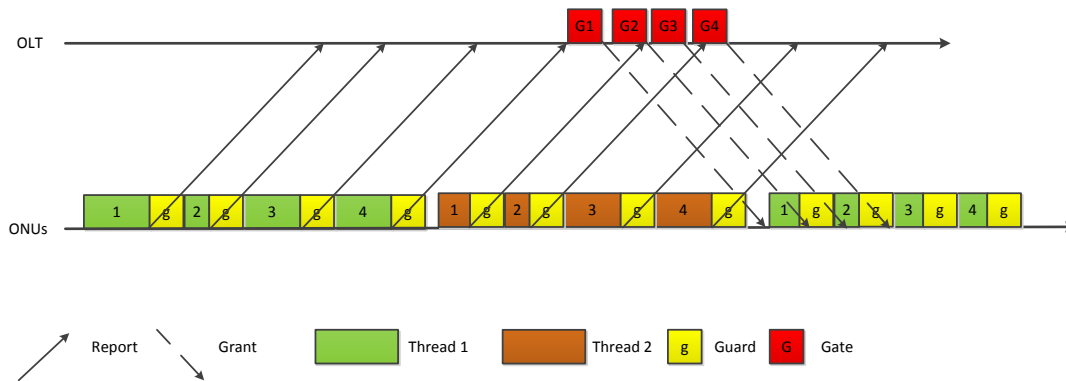 G1 G2 G3 G4
OLT
1 g 2 g 3 g 4 g 1 g 2 g 3 g 4 g 1 g 2 g 3 g 4 g
ONUs
Report Grant Thread 1 Thread 2 g Guard G Gate